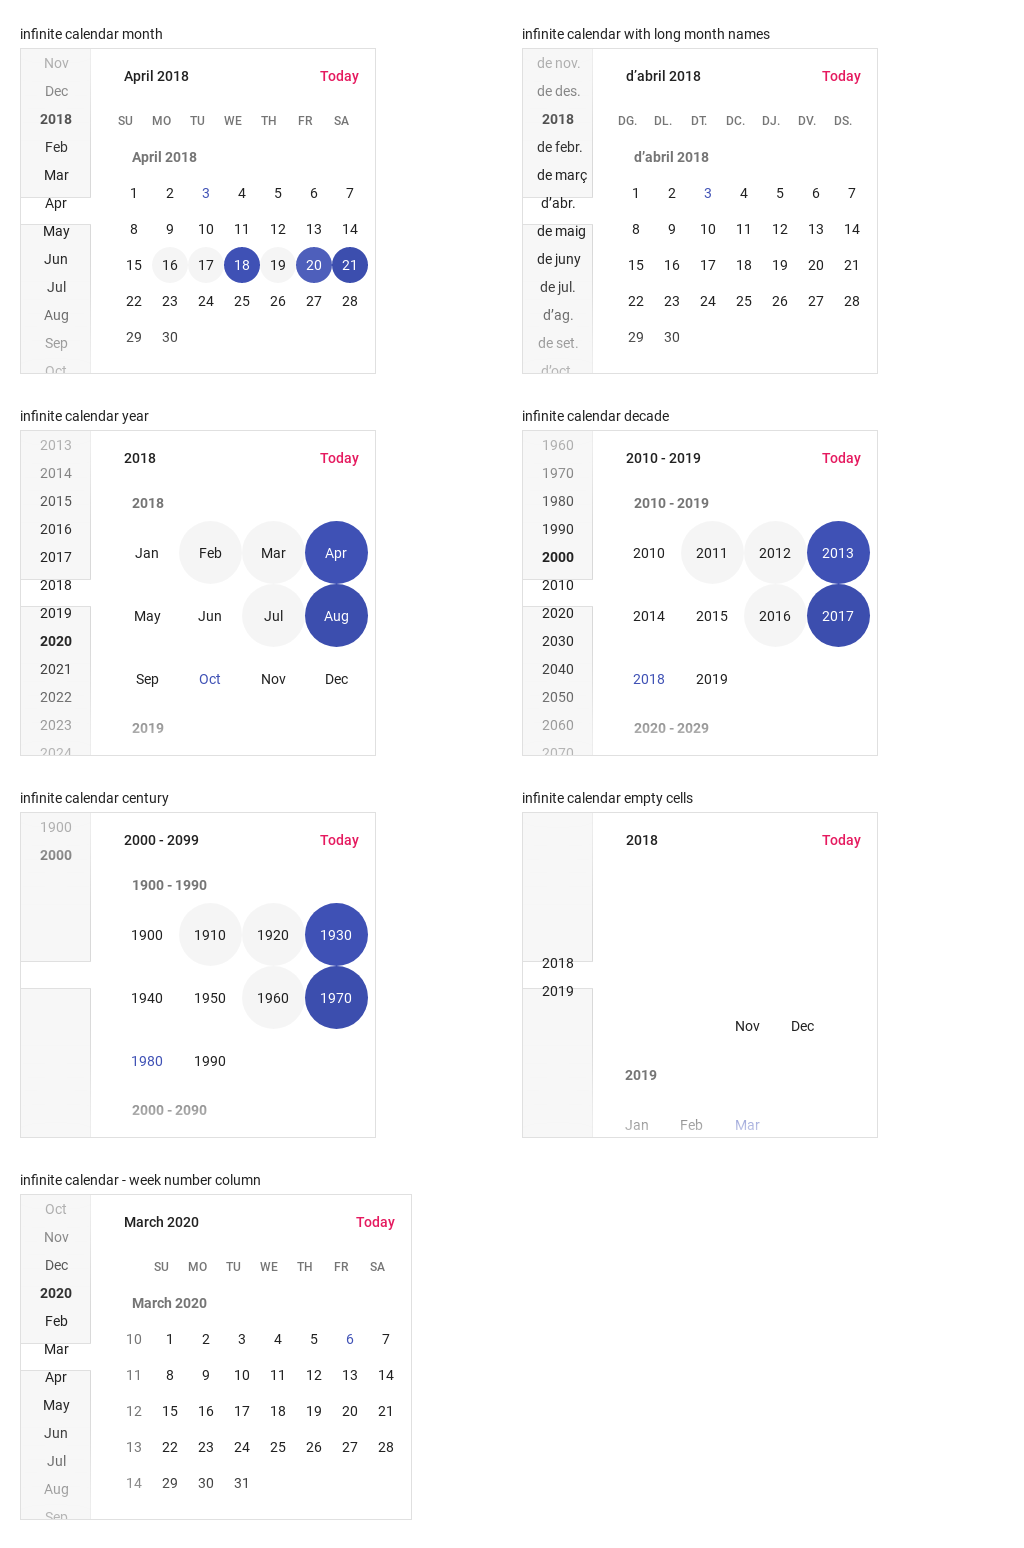 infinite calendar month
Nov
Dec
2018
Feb
Mar
Apr
May
Jun
Jul
Aug
Sep
Oct
April 2018 Today
SU MO TU WE TH FR SA
April 2018
1 2 3 4 5 6 7
8 9 10 11 12 13 14
15 16 17 18 19 20 21
22 23 24 25 26 27 28
29 30
infinite calendar with long month names
de nov.
de des.
2018
de febr.
de març
d’abr.
de maig
de juny
de jul.
d’ag.
de set.
d’oct.
d’abril 2018 Today
DG. DL. DT. DC. DJ. DV. DS.
d’abril 2018
1 2 3 4 5 6 7
8 9 10 11 12 13 14
15 16 17 18 19 20 21
22 23 24 25 26 27 28
29 30
infinite calendar year
2013
2014
2015
2016
2017
2018
2019
2020
2021
2022
2023
2024
2018 Today
2018
Jan Feb Mar Apr
May Jun Jul Aug
Sep Oct Nov Dec
2019
infinite calendar decade
1960
1970
1980
1990
2000
2010
2020
2030
2040
2050
2060
2070
2010 - 2019 Today
2010 - 2019
2010 2011 2012 2013
2014 2015 2016 2017
2018 2019
2020 - 2029
infinite calendar century
1900
2000
2000 - 2099 Today
1900 - 1990
1900 1910 1920 1930
1940 1950 1960 1970
1980 1990
2000 - 2090
infinite calendar empty cells
2018
2019
2018 Today
Nov Dec
2019
Jan Feb Mar
infinite calendar - week number column
Oct
Nov
Dec
2020
Feb
Mar
Apr
May
Jun
Jul
Aug
Sep
March 2020 Today
SU MO TU WE TH FR SA
March 2020
10 1 2 3 4 5 6 7
11 8 9 10 11 12 13 14
12 15 16 17 18 19 20 21
13 22 23 24 25 26 27 28
14 29 30 31